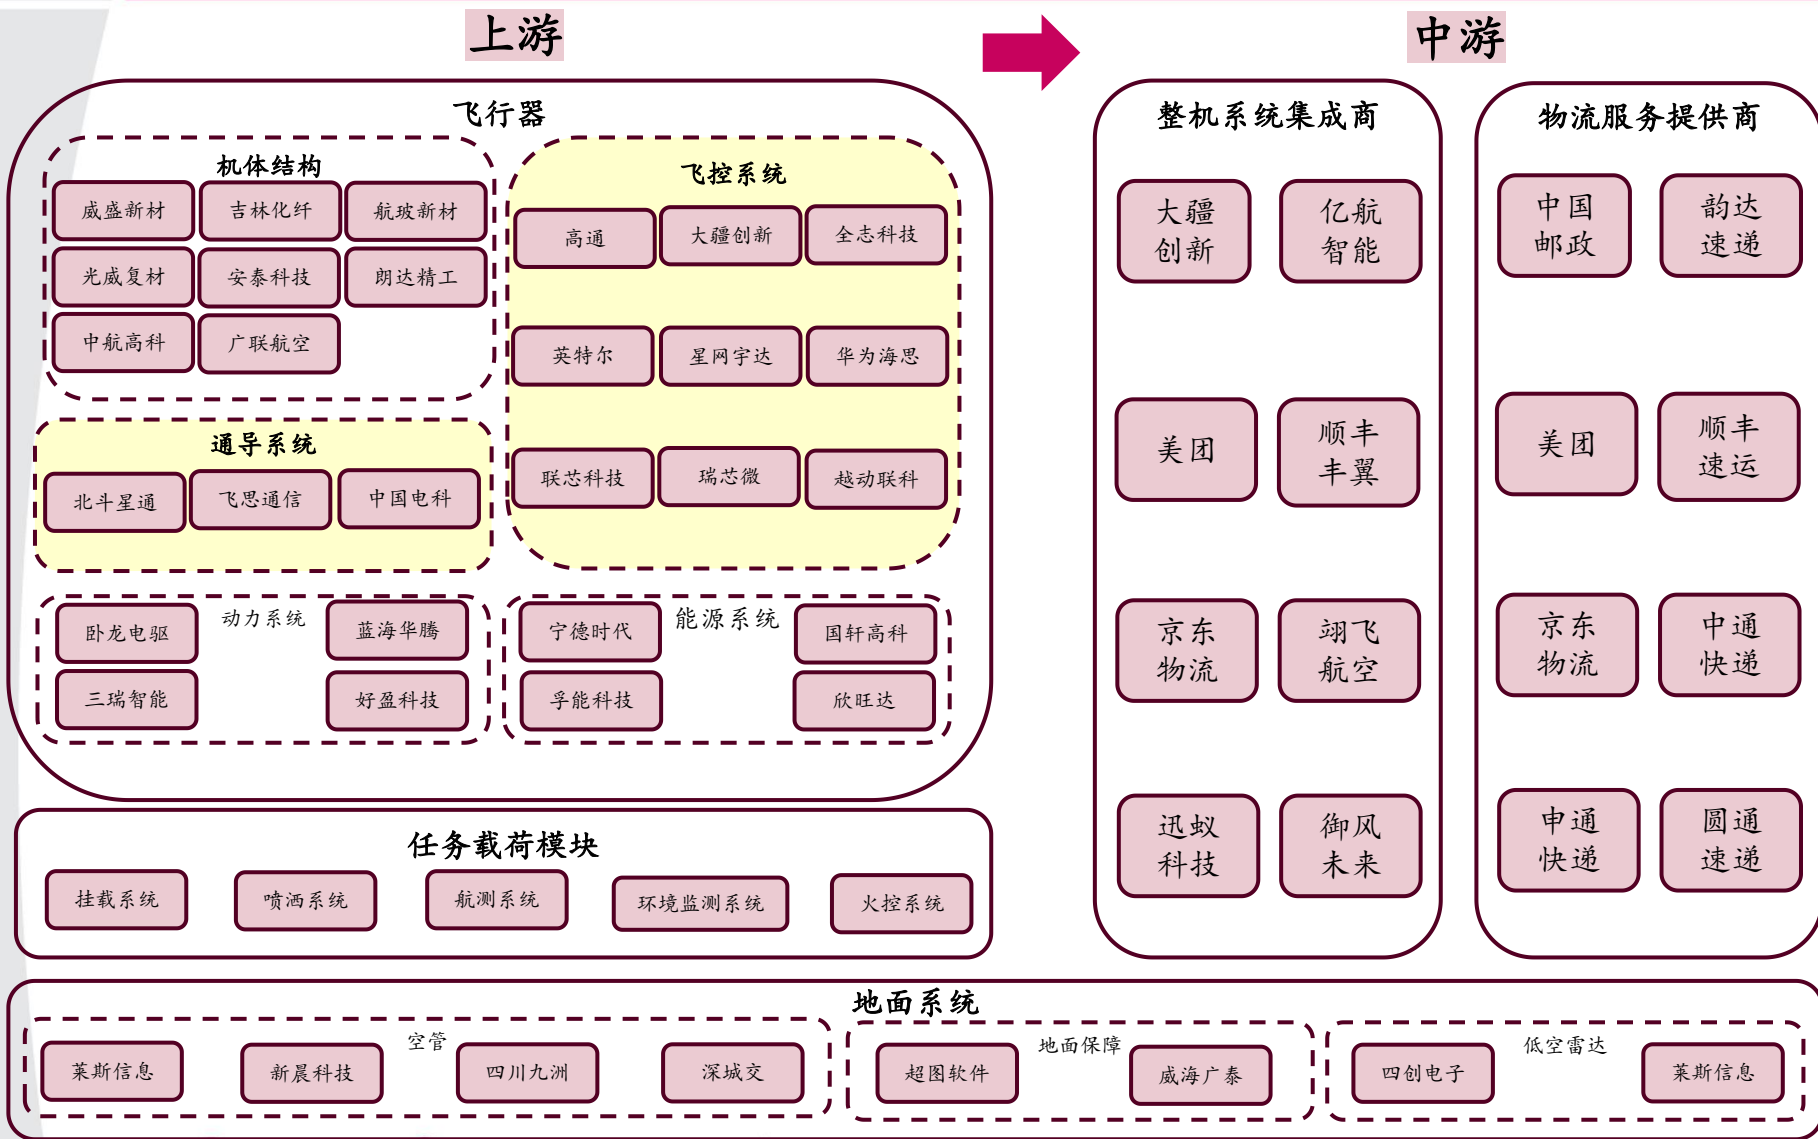 上游
中游
飞行器
机体结构
威盛新材
吉林化纤
航玻新材
光威复材
安泰科技
朗达精工
中航高科
广联航空
飞控系统
高通
大疆创新
全志科技
英特尔
星网宇达
华为海思
联芯科技
瑞芯微
越动联科
通导系统
北斗星通
飞思通信
中国电科
动力系统
卧龙电驱
蓝海华腾
三瑞智能
好盈科技
能源系统
宁德时代
国轩高科
孚能科技
欣旺达
任务载荷模块
挂载系统
喷洒系统
航测系统
环境监测系统
火控系统
整机系统集成商
大疆
创新
亿航
智能
美团
顺丰
丰翼
京东
物流
翊飞
航空
迅蚁
科技
御风
未来
物流服务提供商
中国
邮政
韵达
速递
美团
顺丰
速运
京东
物流
中通
快递
申通
快递
圆通
速递
地面系统
空管
莱斯信息
新晨科技
四川九洲
深城交
地面保障
超图软件
威海广泰
低空雷达
四创电子
莱斯信息